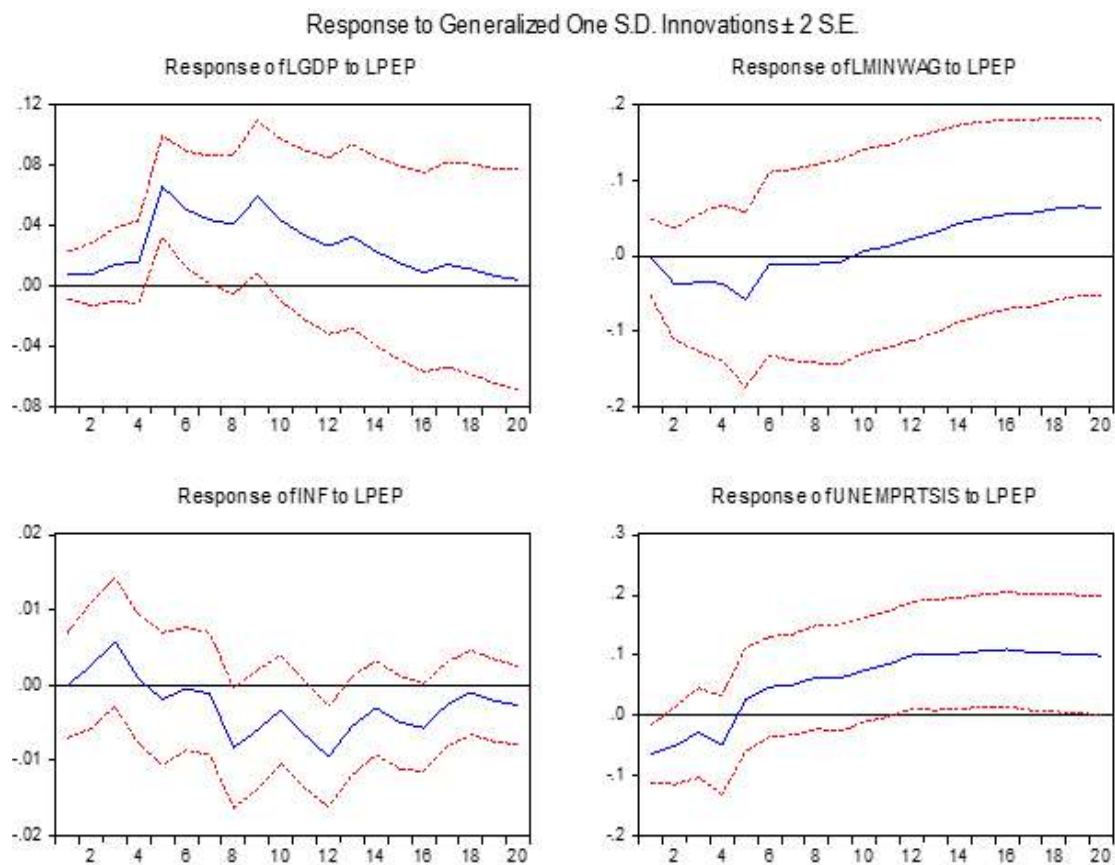 Response to Generalized One S.D. Innovations ± 2 S.E.
Response of LGDP to LPEP
.12
.08
.04
.00
-.04
-.08
2 4 6 8 10 12 14 16 18 20
Response of LMINWAG to LPEP
.2
.1
.0
-.1
-.2
2 4 6 8 10 12 14 16 18 20
Response of INF to LPEP
.02
.01
.00
-.01
-.02
2 4 6 8 10 12 14 16 18 20
Response of UNEMPRTSIS to LPEP
.3
.2
.1
.0
-.1
-.2
2 4 6 8 10 12 14 16 18 20